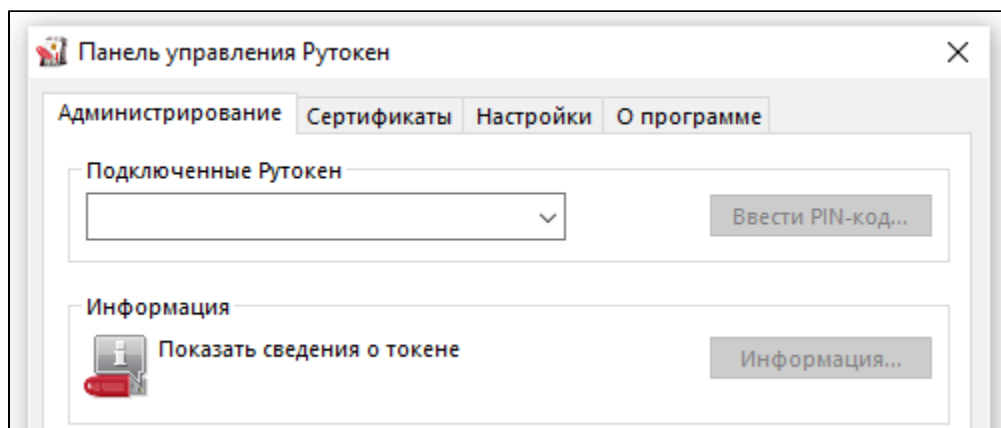 Панель управления Рутокен
Администрирование Сертификаты Настройки О программе
Подключенные Рутокен
Ввести PIN-код...
Информация
Показать сведения о токене
Информация...